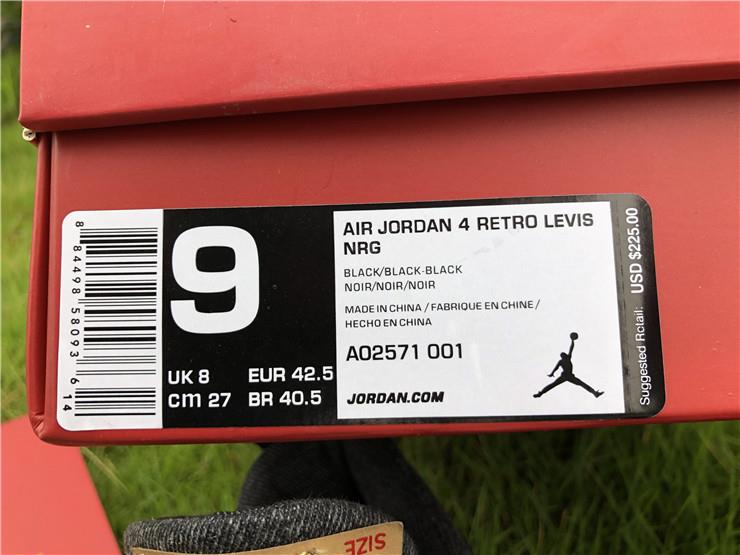 8 84498 58093 6 14
9
UK 8 EUR 42.5
cm 27 BR 40.5
AIR JORDAN 4 RETRO LEVIS
NRG
BLACK/BLACK-BLACK
NOIR/NOIR/NOIR
MADE IN CHINA / FABRIQUE EN CHINE /
HECHO EN CHINA
AO2571 001
JORDAN.COM
Suggested Retail: USD $225.00
SIZE